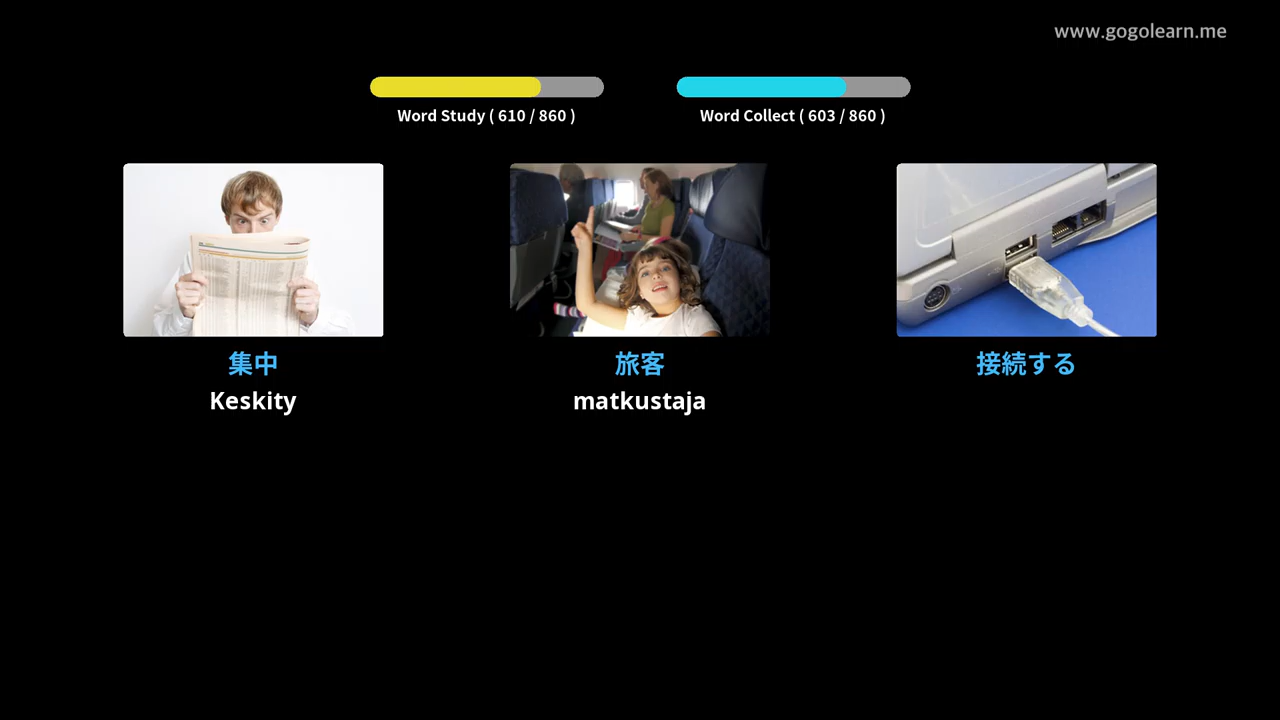 www.gogolearn.me
Word Study ( 610 / 860 )
Word Collect ( 603 / 860 )
集中
Keskity
旅客
matkustaja
接続する